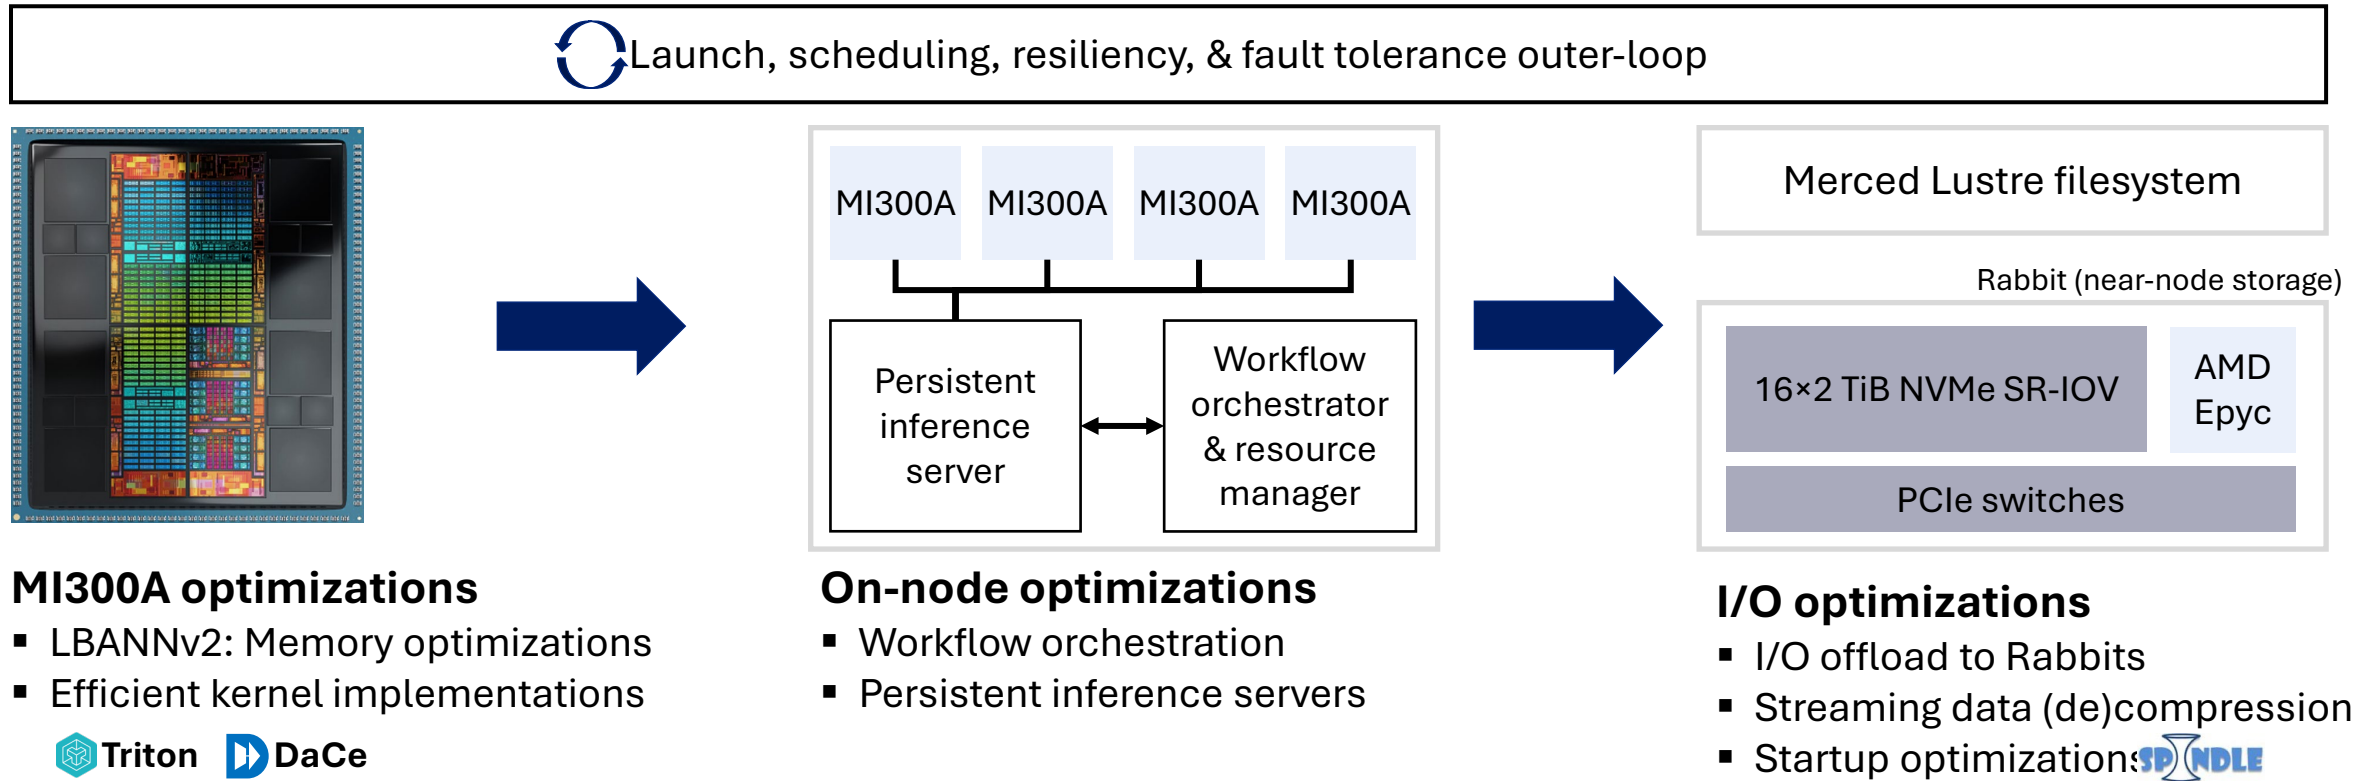 Launch, scheduling, resiliency, & fault tolerance outer-loop
MI300A MI300A MI300A MI300A
Persistent
inference
server
Workflow
orchestrator
& resource
manager
Merced Lustre filesystem
Rabbit (near-node storage)
16×2 TiB NVMe SR-IOV
AMD
Epyc
PCIe switches
MI300A optimizations
▪ LBANNv2: Memory optimizations
▪ Efficient kernel implementations
Triton DaCe
On-node optimizations
▪ Workflow orchestration
▪ Persistent inference servers
I/O optimizations
▪ I/O offload to Rabbits
▪ Streaming data (de)compression
▪ Startup optimizations
SPINDLE